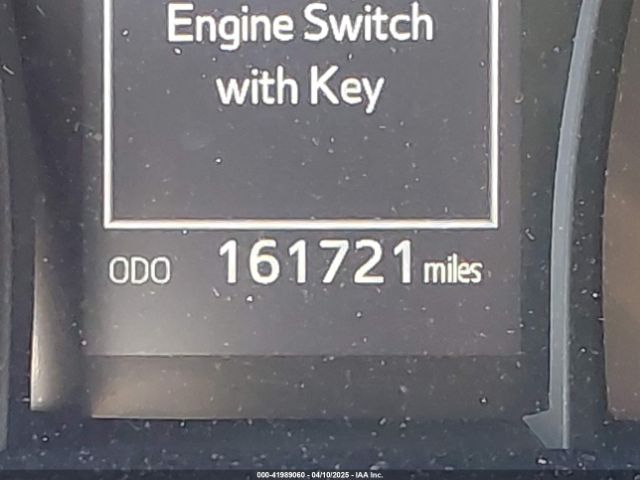 Engine Switch
with Key
ODO 161721 miles
000-41989060 - 04/10/2025 - IAA Inc.